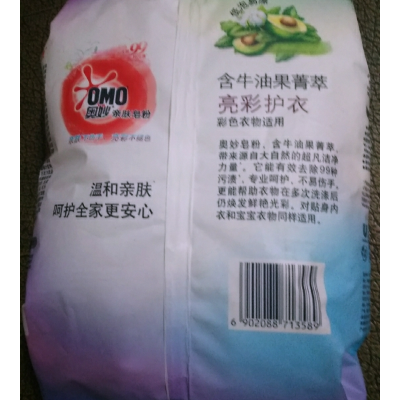 99
OMO
奥妙 亲肤皂粉
温和亲肤
呵护全家更安心
含牛油果菁萃
亮彩护衣
彩色衣物适用
奥妙皂粉，含牛油果菁萃，
带来源自大自然的超凡洁净
力量。它能有效去除99种
污渍，专业呵护，不易伤手，
更能帮助衣物在多次洗涤后
仍焕发鲜艳光彩，对贴身内
衣和宝宝衣物同样适用。
6 902088 713589